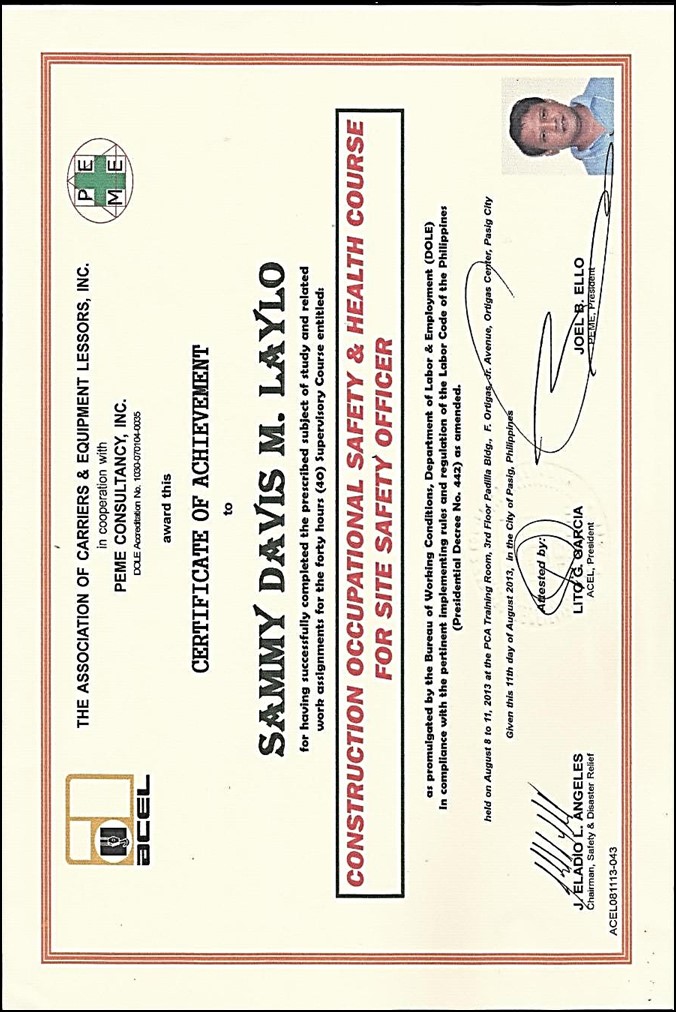 THE ASSOCIATION OF CARRIERS & EQUIPMENT LESSORS, INC.
in cooperation with
PEME CONSULTANCY, INC.
DOLE Accreditation No. 1030-070104-0035
acel
P E
M E
award this
CERTIFICATE OF ACHIEVEMENT
to
SAMMY DAVIS M. LAYLO
for having successfully completed the prescribed subject of study and related
work assignments for the forty hours (40) Supervisory Course entitled:
CONSTRUCTION OCCUPATIONAL SAFETY & HEALTH COURSE
FOR SITE SAFETY OFFICER
as promulgated by the Bureau of Working Conditions, Department of Labor & Employment (DOLE)
in compliance with the pertinent implementing rules and regulation of the Labor Code of the Philippines
(Presidential Decree No. 442) as amended.
held on August 8 to 11, 2013 at the PCA Training Room, 3rd Floor Padilla Bldg., F. Ortigas, Jr. Avenue, Ortigas Center, Pasig City
Given this 11th day of August 2013, in the City of Pasig, Philippines
Attested by:
J. ELADIO L. ANGELES
Chairman, Safety & Disaster Relief
LITO G. GARCIA
ACEL, President
JOEL B. ELLO
PEME, President
ACEL081113-043